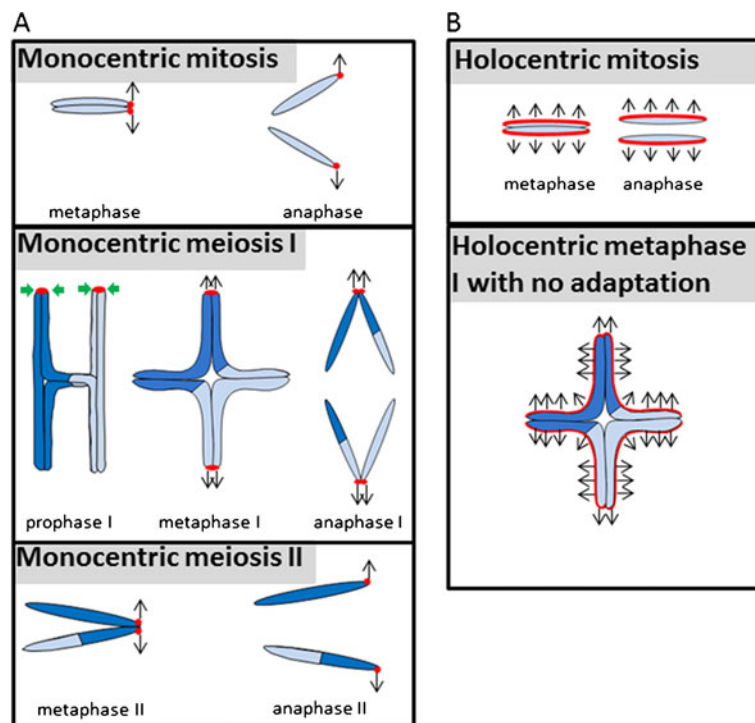 A
Monocentric mitosis
metaphase
anaphase
Monocentric meiosis I
prophase I
metaphase I
anaphase I
Monocentric meiosis II
metaphase II
anaphase II
B
Holocentric mitosis
metaphase
anaphase
Holocentric metaphase
I with no adaptation